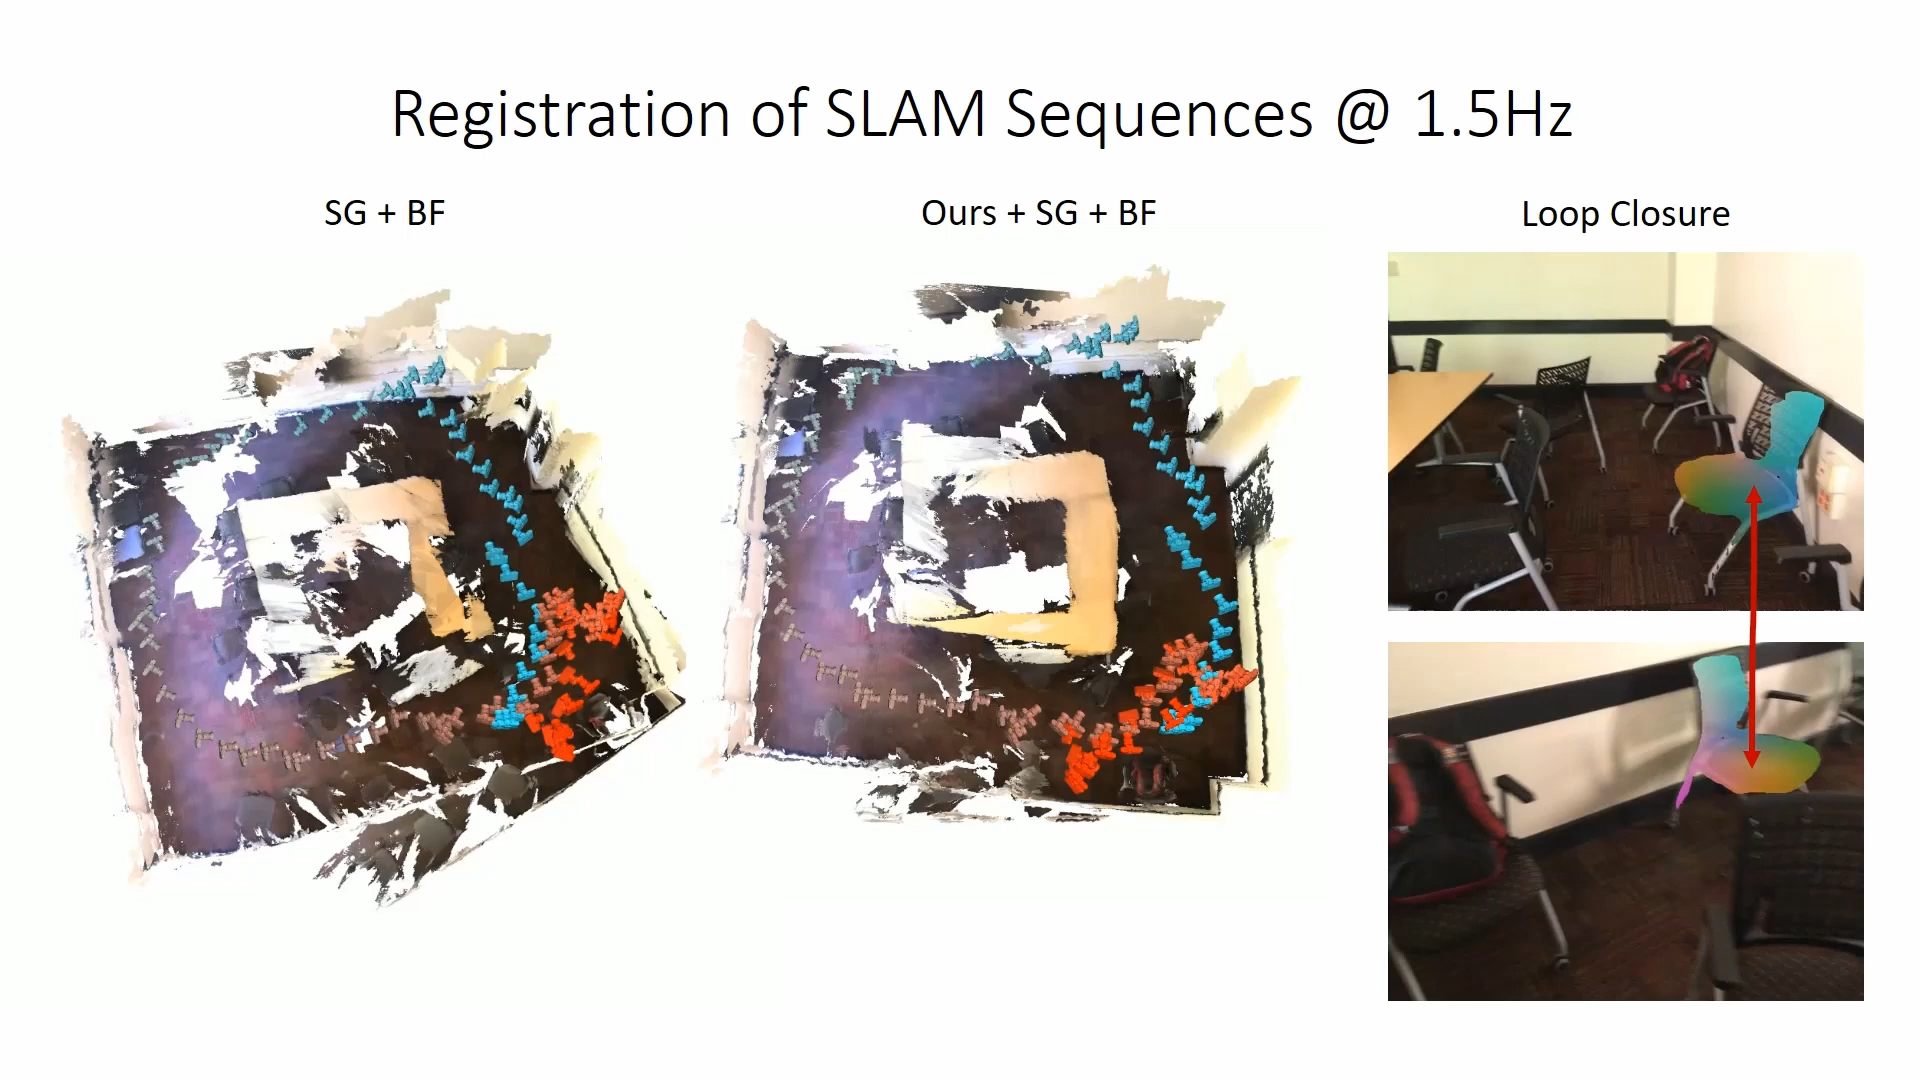 Registration of SLAM Sequences @ 1.5Hz
SG + BF
Ours + SG + BF
Loop Closure